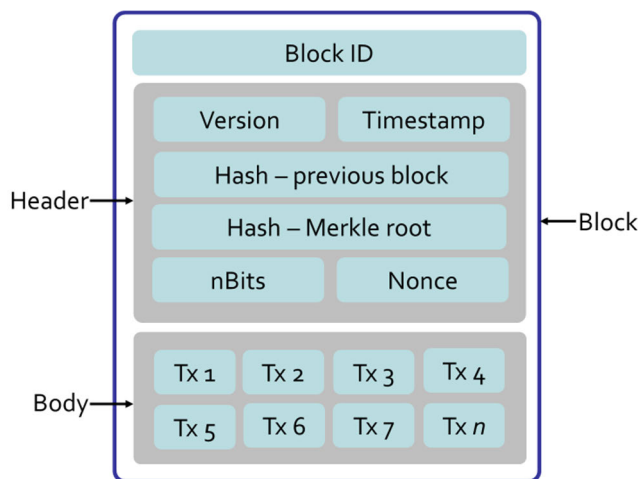 Block ID
Version Timestamp
Hash – previous block
Header
Hash – Merkle root
Block
nBits Nonce
Tx 1 Tx 2 Tx 3 Tx 4
Body
Tx 5 Tx 6 Tx 7 Tx n